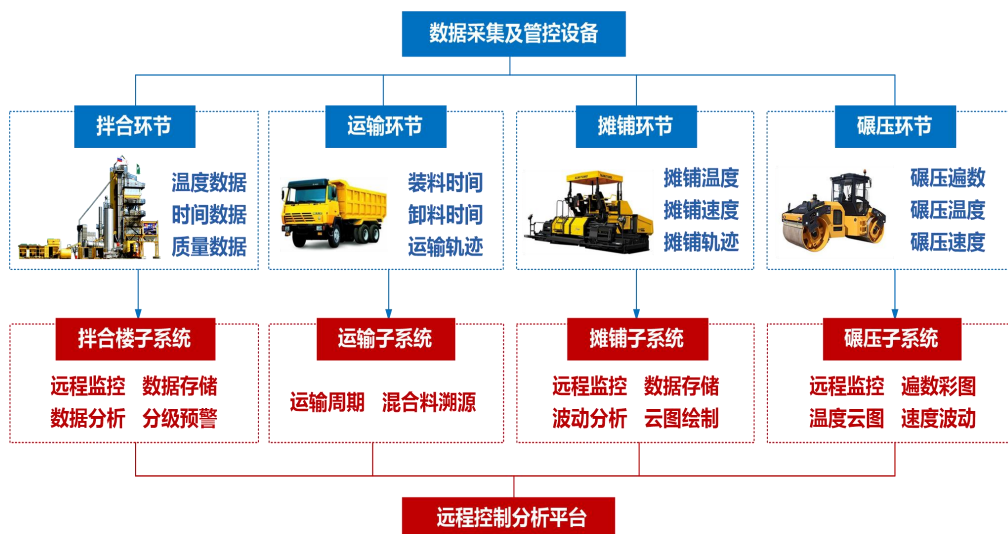 数据采集及管控设备
拌合环节
温度数据
时间数据
质量数据
运输环节
装料时间
卸料时间
运输轨迹
摊铺环节
摊铺温度
摊铺速度
摊铺轨迹
碾压环节
碾压遍数
碾压温度
碾压速度
拌合楼子系统
远程监控 数据存储
数据分析 分级预警
运输子系统
运输周期 混合料溯源
摊铺子系统
远程监控 数据存储
波动分析 云图绘制
碾压子系统
远程监控 遍数彩图
温度云图 速度波动
远程控制分析平台